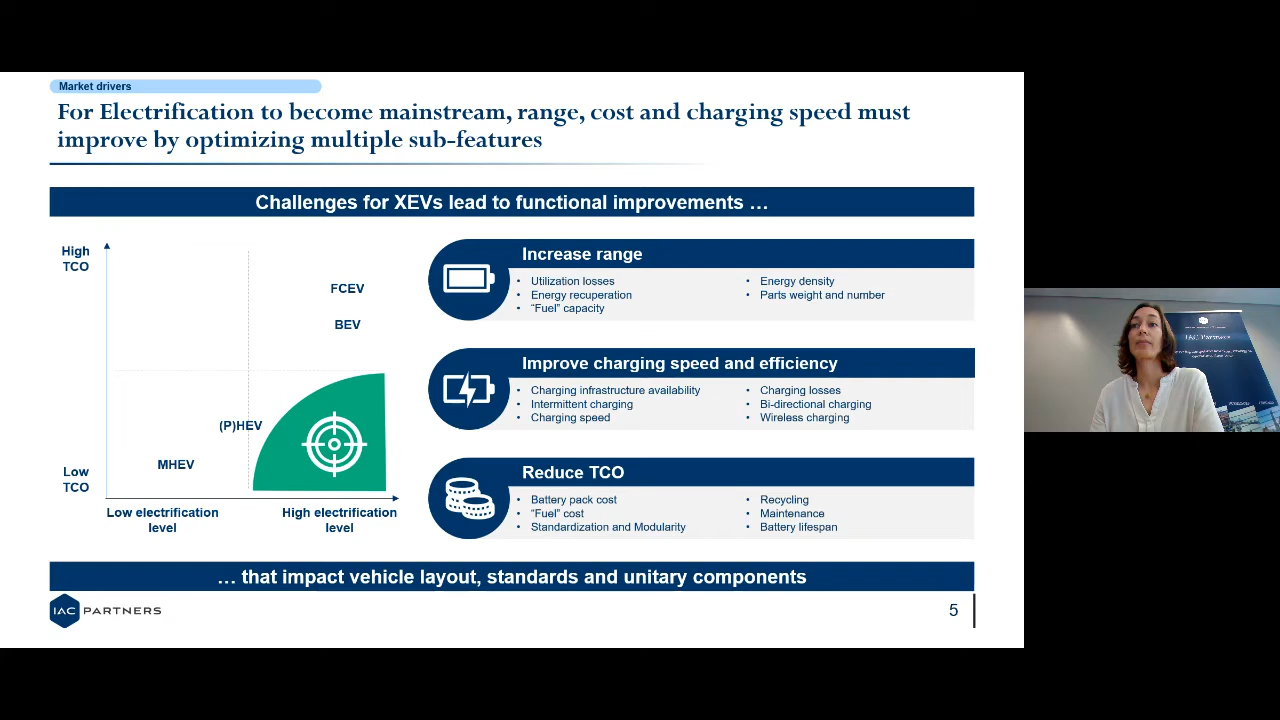 Market drivers
For Electrification to become mainstream, range, cost and charging speed must
improve by optimizing multiple sub-features
Challenges for XEVs lead to functional improvements …
High
TCO
FCEV
BEV
(P)HEV
MHEV
Low
TCO
Low electrification
level
High electrification
level
Increase range
• Utilization losses
• Energy recuperation
• “Fuel” capacity
• Energy density
• Parts weight and number
Improve charging speed and efficiency
• Charging infrastructure availability
• Intermittent charging
• Charging speed
• Charging losses
• Bi-directional charging
• Wireless charging
Reduce TCO
• Battery pack cost
• “Fuel” cost
• Standardization and Modularity
• Recycling
• Maintenance
• Battery lifespan
… that impact vehicle layout, standards and unitary components
IAC PARTNERS
5
IAC Partners